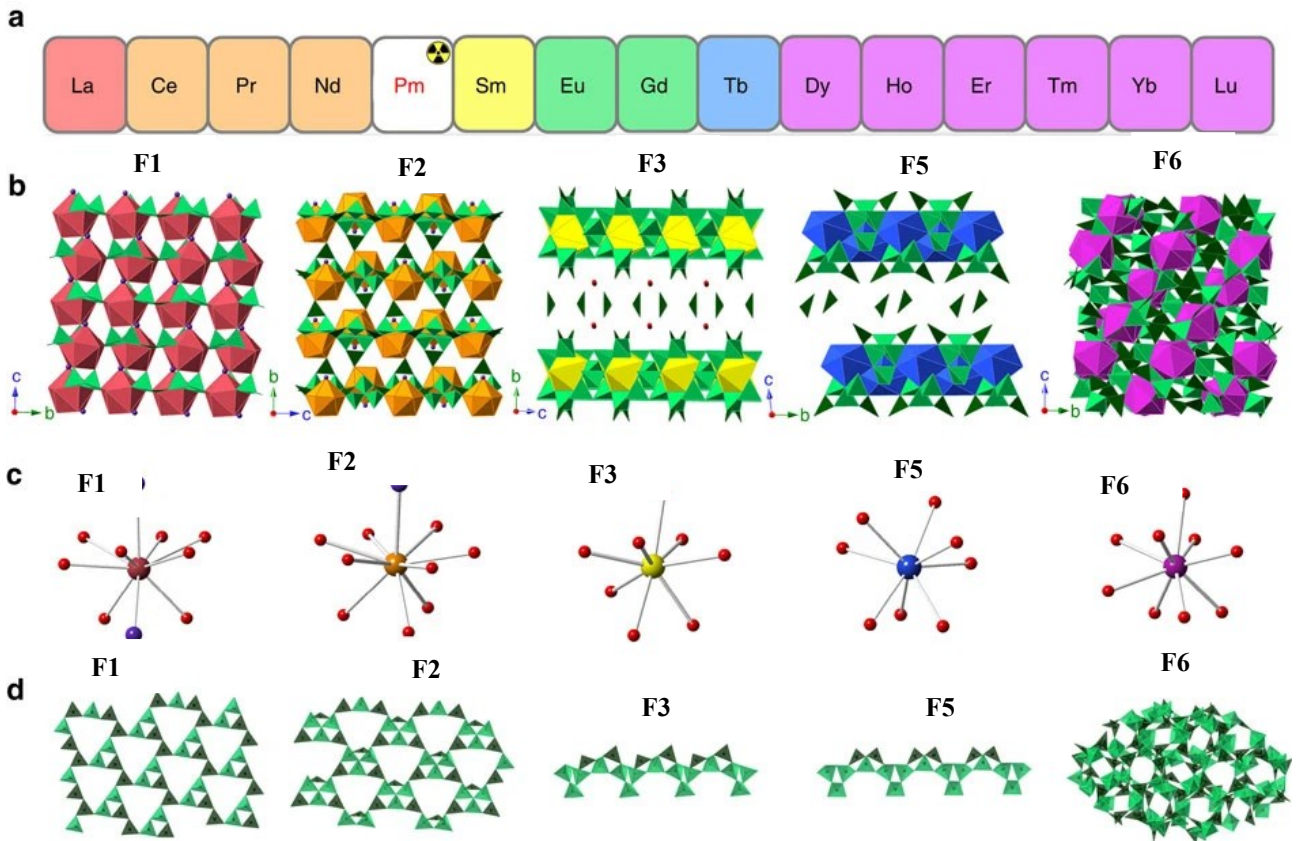 a
La Ce Pr Nd Pm Sm Eu Gd Tb Dy Ho Er Tm Yb Lu
F1 F2 F3 F5 F6
b
c b b c b c c b c b
c
F1 F2 F3 F5 F6
d
F1 F2 F3 F5 F6